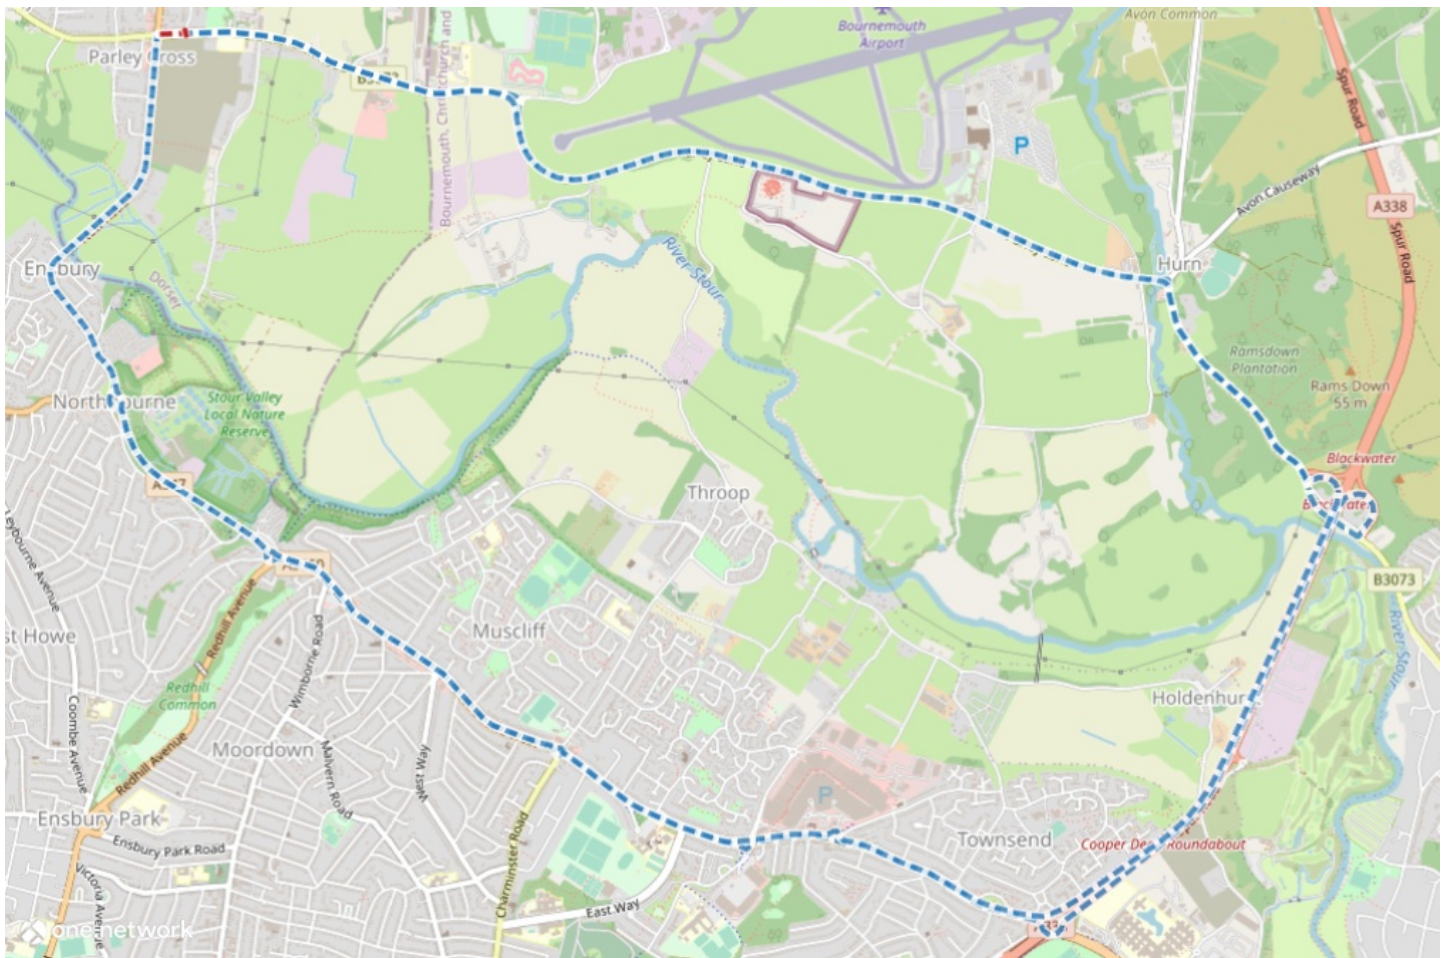 Avon Common
Bournemouth
Airport
Parley Cross
Bournemouth, Christchurch and
Spur Road
P
Avon Causeway
A338
Spur Road
Hurn
River Stour
Ensbury
Dorset
Ramsdown
Plantation
Rams Down
55 m
Northbourne
Stour Valley
Local Nature
Reserve
Blackwater
Blackwater
Throop
A347
Leybourne Avenue
B3073
River Stour
Redhill Avenue
Muscliff
st Howe
Wimborne Road
Redhill
Common
Coombe Avenue
Holdenhurst
Moordown
Redhill Avenue
Malvern Road
West Way
P
Ensbury Park
Ensbury Park Road
Charminster Road
Townsend
Cooper Dean Roundabout
Victoria Avenue
East Way
one.network